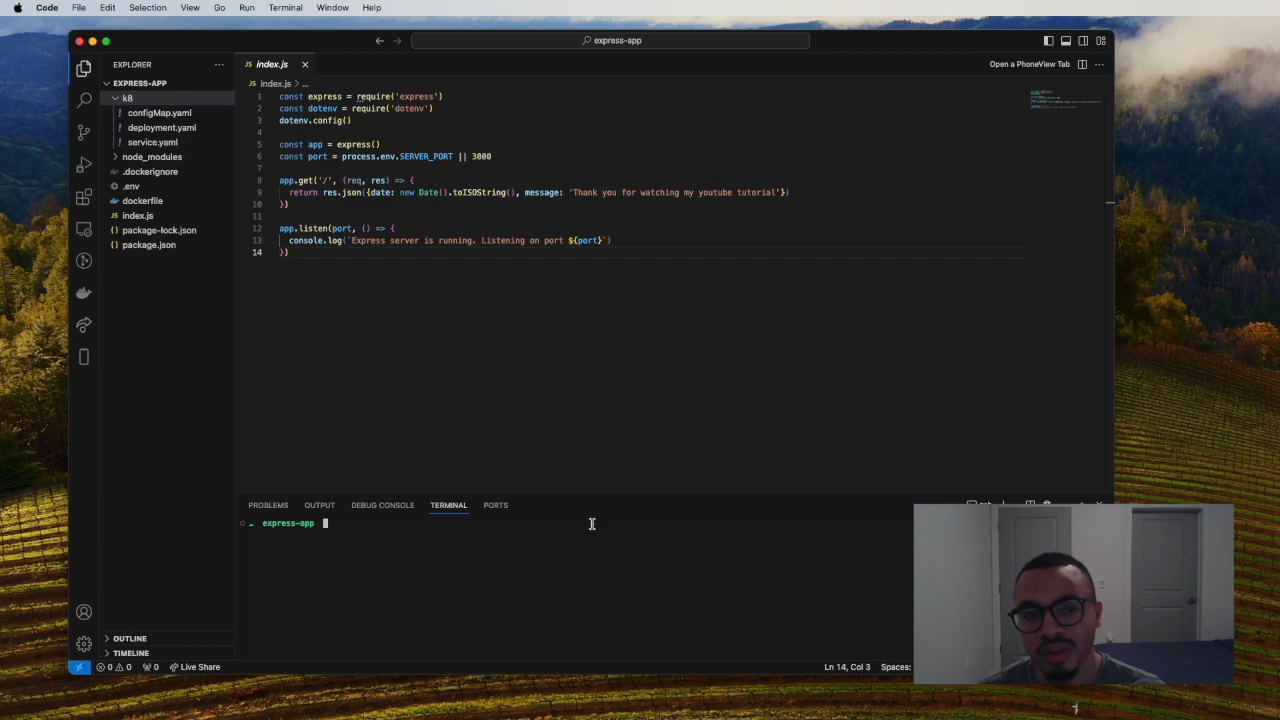 Code File Edit Selection View Go Run Terminal Window Help
express-app
EXPLORER
index.js
Open a PhoneView Tab
EXPRESS-APP
index.js > ...
k8
configMap.yaml
deployment.yaml
service.yaml
node_modules
.dockerignore
.env
dockerfile
index.js
package-lock.json
package.json
1 const express = require('express')
2 const dotenv = require('dotenv')
3 dotenv.config()
4
5 const app = express()
6 const port = process.env.SERVER_PORT || 3000
7
8 app.get('/', (req, res) => {
9 return res.json({date: new Date().toISOString(), message: 'Thank you for watching my youtube tutorial'})
10 })
11
12 app.listen(port, () => {
13 console.log(`Express server is running. Listening on port ${port}`)
14 })
PROBLEMS OUTPUT DEBUG CONSOLE TERMINAL PORTS
express-app
OUTLINE
TIMELINE
0 0 0 Live Share
Ln 14, Col 3 Spaces: